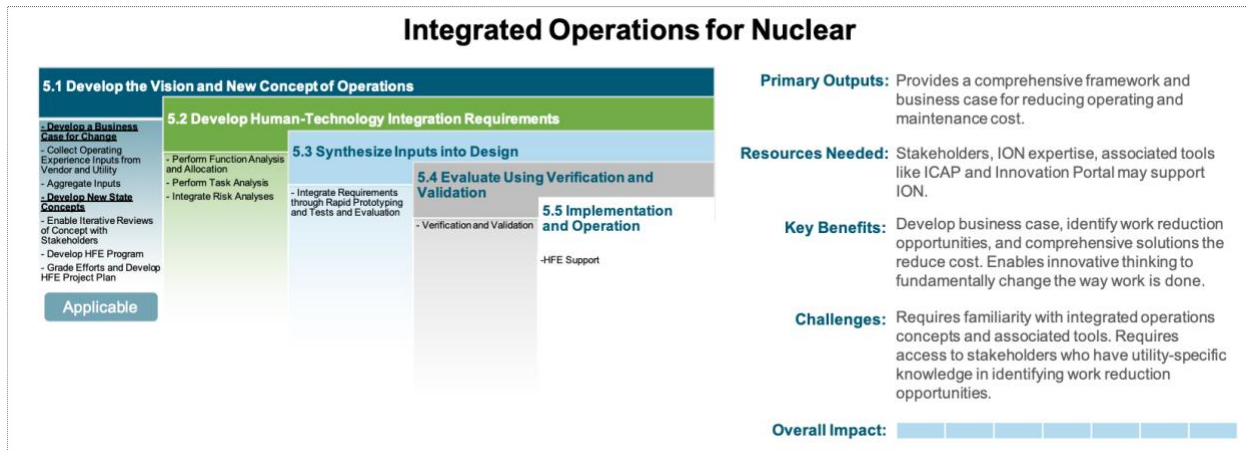 Integrated Operations for Nuclear
5.1 Develop the Vision and New Concept of Operations
- Develop a Business
Case for Change
- Collect Operating
Experience Inputs from
Vendor and Utility
- Aggregate Inputs
- Develop New State
Concepts
- Enable Iterative Reviews
of Concept with
Stakeholders
- Develop HFE Program
- Grade Efforts and Develop
HFE Project Plan
Applicable
5.2 Develop Human-Technology Integration Requirements
- Perform Function Analysis
and Allocation
- Perform Task Analysis
- Integrate Risk Analyses
5.3 Synthesize Inputs into Design
- Integrate Requirements
through Rapid Prototyping
and Tests and Evaluation
5.4 Evaluate Using Verification and
Validation
- Verification and Validation
5.5 Implementation
and Operation
-HFE Support
Primary Outputs: Provides a comprehensive framework and
business case for reducing operating and
maintenance cost.
Resources Needed: Stakeholders, ION expertise, associated tools
like ICAP and Innovation Portal may support
ION.
Key Benefits: Develop business case, identify work reduction
opportunities, and comprehensive solutions the
reduce cost. Enables innovative thinking to
fundamentally change the way work is done.
Challenges: Requires familiarity with integrated operations
concepts and associated tools. Requires
access to stakeholders who have utility-specific
knowledge in identifying work reduction
opportunities.
Overall Impact: